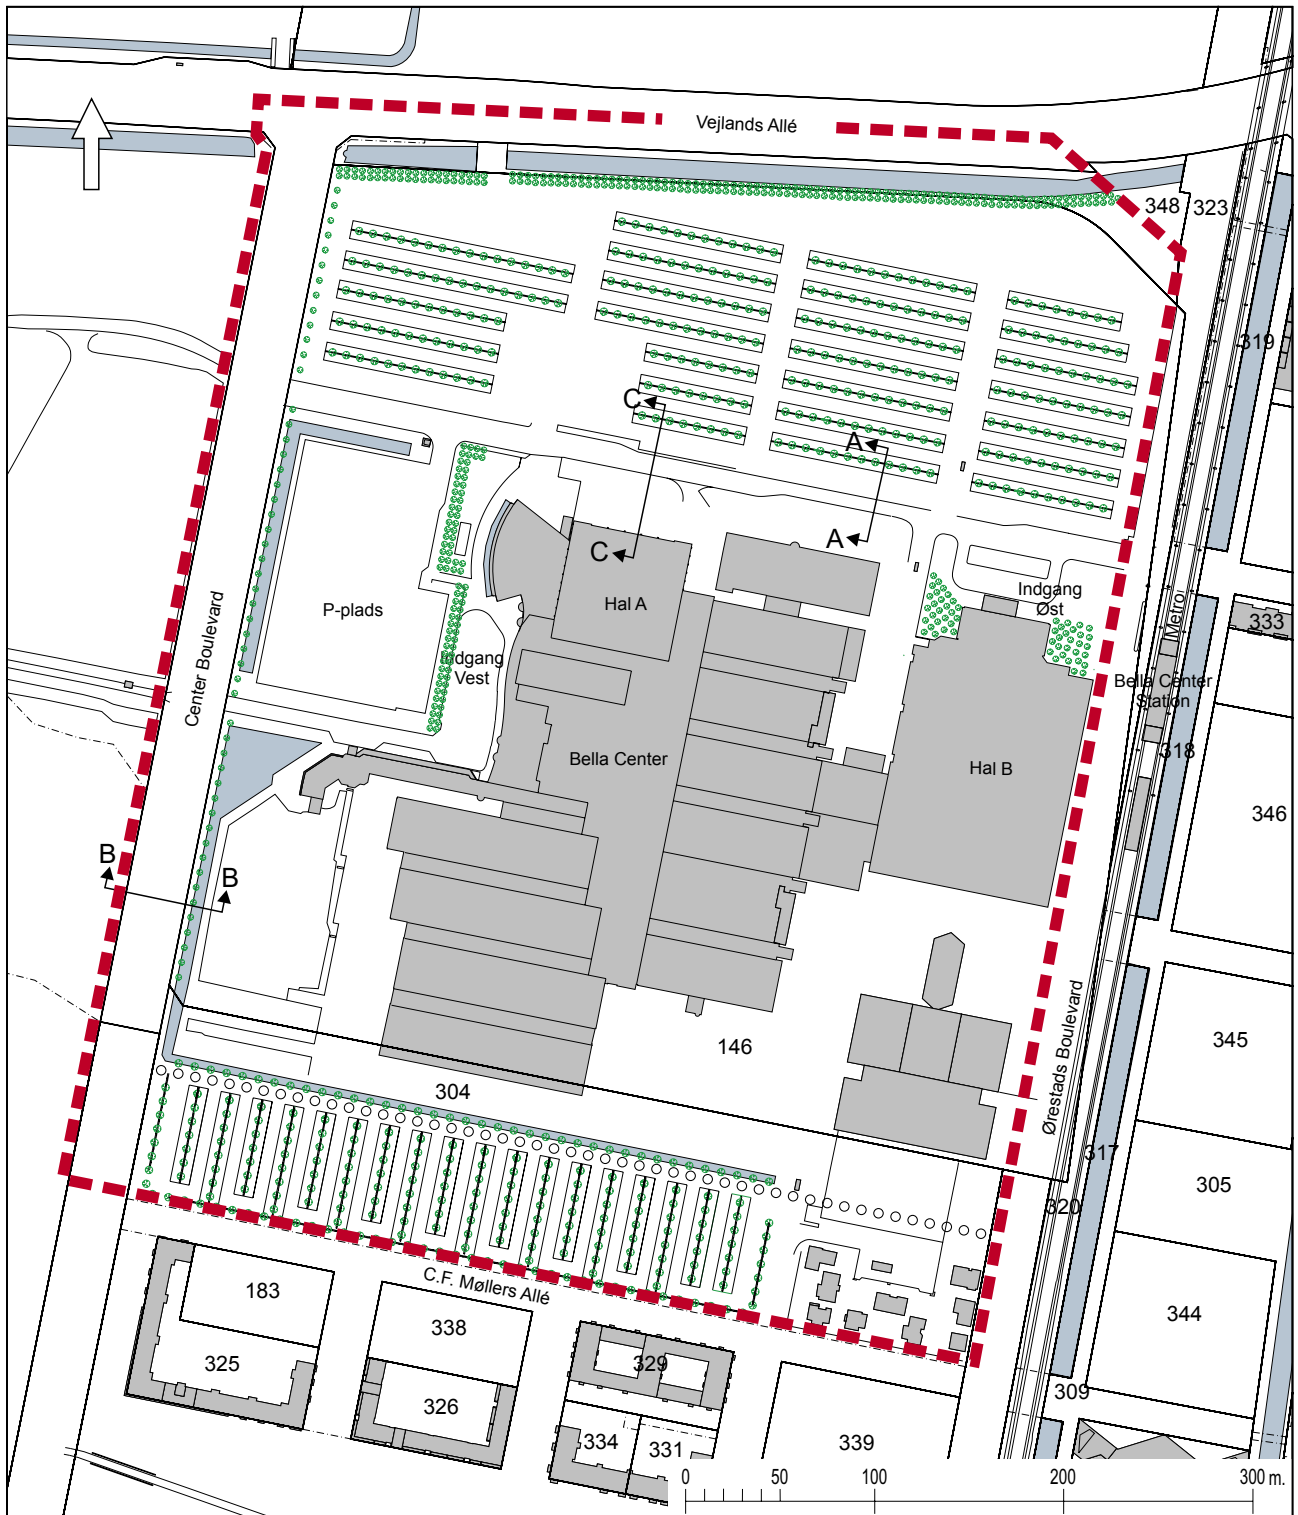 Vejlands Allé
348
323
319
C
A
A
C
Indgang
Øst
Hal A
P-plads
Metro
333
Indgang
Vest
Bella Center
Station
Center Boulevard
318
Bella Center
Hal B
346
B
B
Ørestads Boulevard
146
345
304
317
305
320
C.F. Møllers Allé
183
338
344
325
329
326
309
334
331
339
0
50
100
200
300 m.